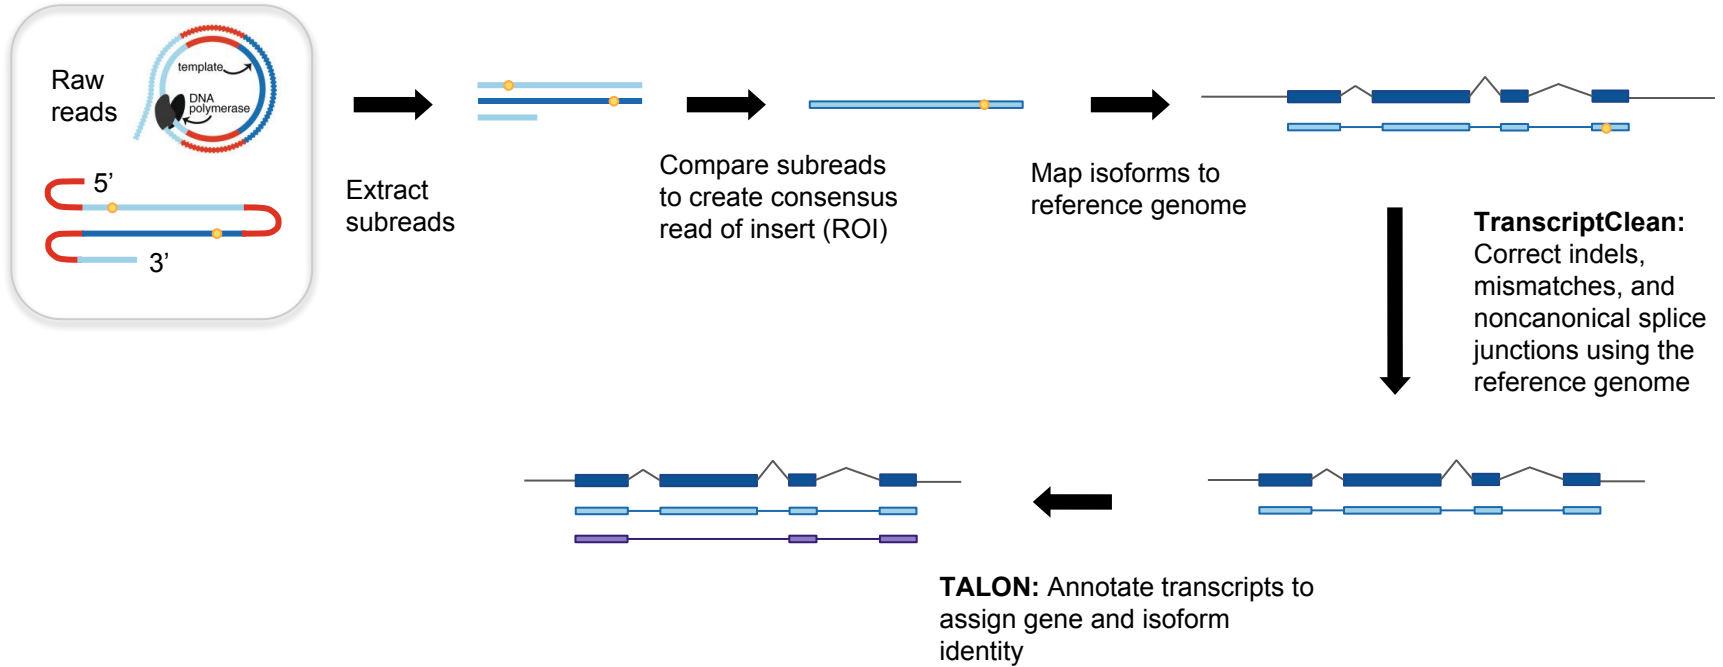 Raw
reads
template
DNA
polymerase
5’
3’
Extract
subreads
Compare subreads
to create consensus
read of insert (ROI)
Map isoforms to
reference genome
TranscriptClean:
Correct indels,
mismatches, and
noncanonical splice
junctions using the
reference genome
TALON: Annotate transcripts to
assign gene and isoform
identity